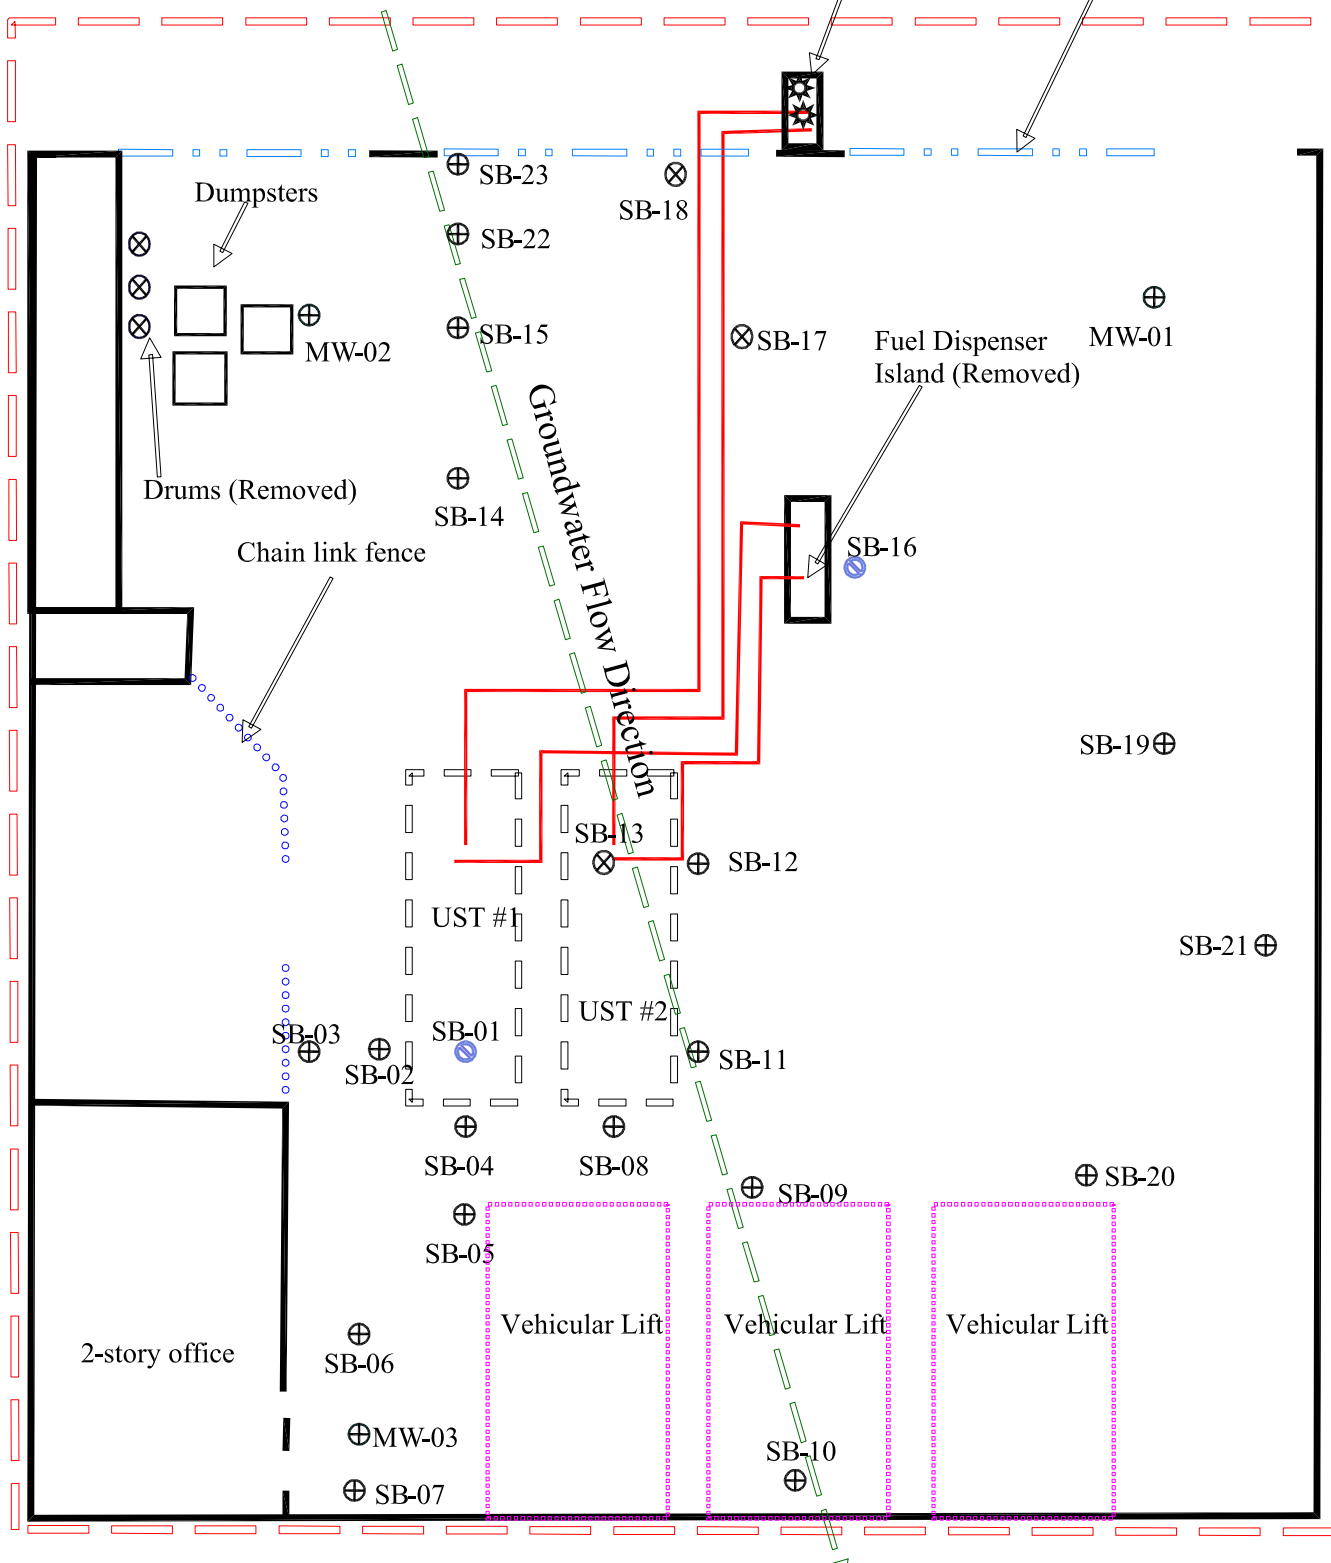 SB-23
Dumpsters
SB-18
SB-22
MW-02
SB-15
SB-17
Fuel Dispenser
Island (Removed)
MW-01
Drums (Removed)
SB-14
Groundwater Flow Direction
Chain link fence
SB-16
SB-19
SB-13
SB-12
UST #1
SB-21
UST #2
SB-03
SB-01
SB-02
SB-11
SB-04
SB-08
SB-09
SB-20
SB-05
Vehicular Lift
Vehicular Lift
Vehicular Lift
2-story office
SB-06
MW-03
SB-10
SB-07